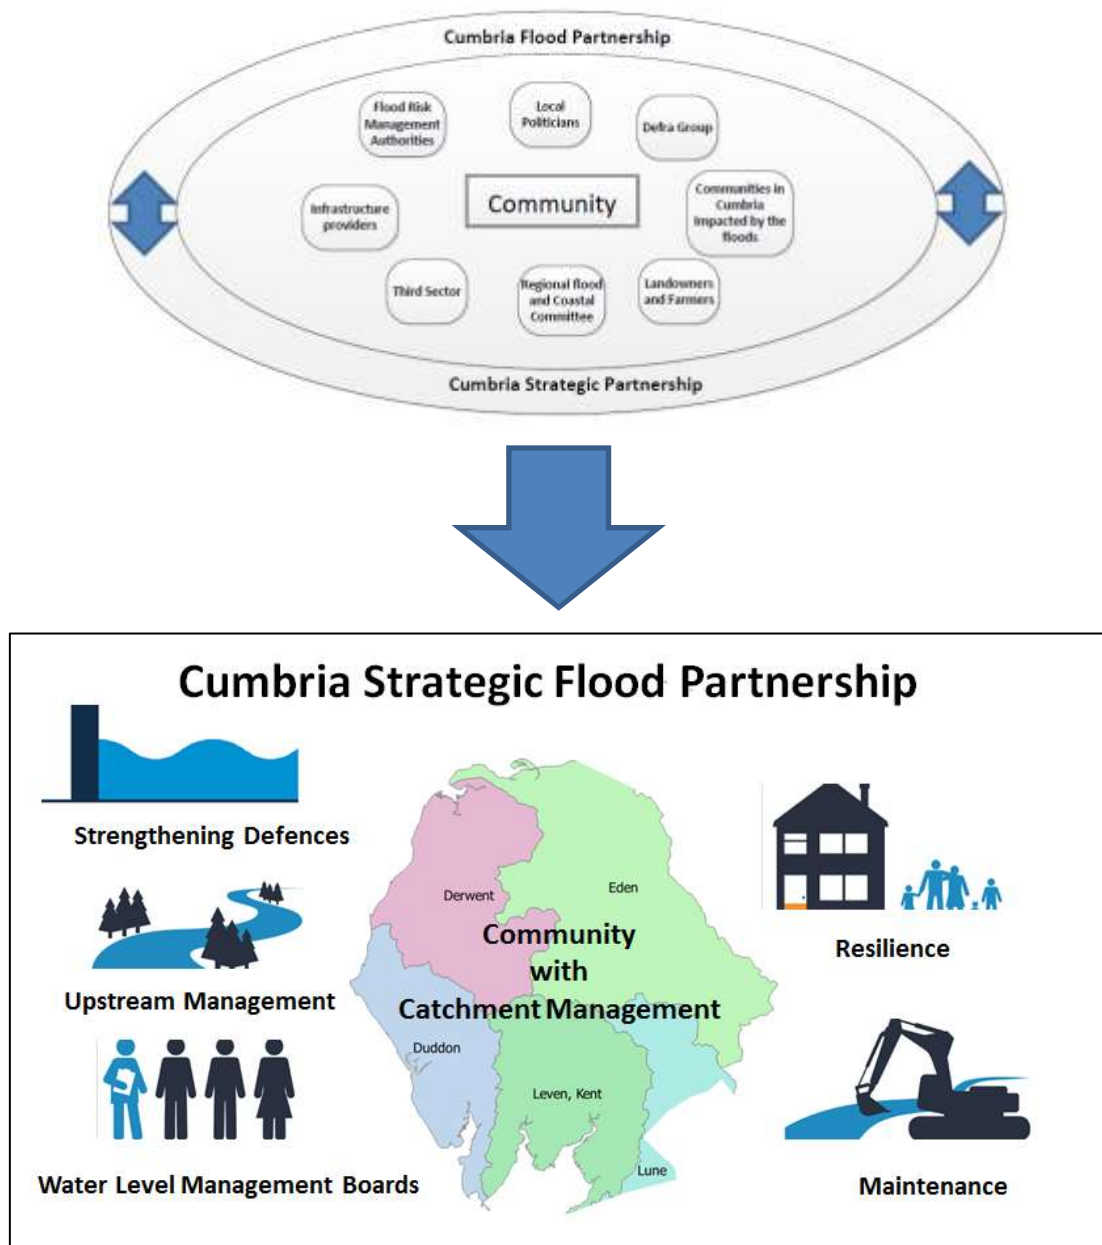 Cumbria Flood Partnership
Flood Risk
Management
Authorities
Local
Politicians
Defra Group
Infrastructure
providers
Community
Communities in
Cumbria
Impacted by the
floods
Third Sector
Regional flood
and Coastal
Committee
Landowners
and Farmers
Cumbria Strategic Partnership
Cumbria Strategic Flood Partnership
Strengthening Defences
Upstream Management
Water Level Management Boards
Derwent
Eden
Community
with
Catchment Management
Duddon
Leven, Kent
Lune
Resilience
Maintenance